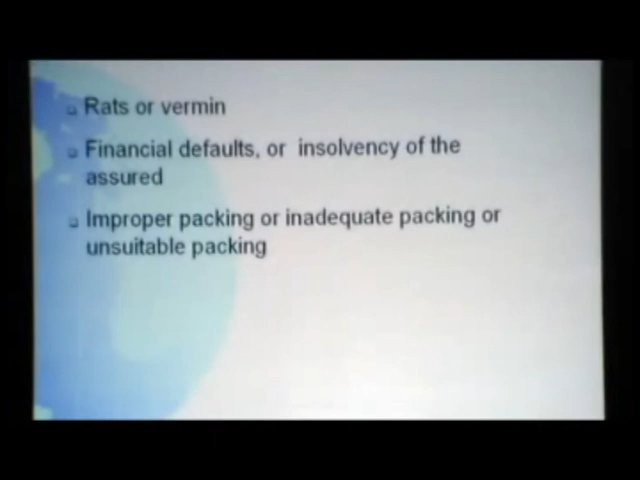 Rats or vermin
Financial defaults, or insolvency of the
assured
Improper packing or inadequate packing or
unsuitable packing